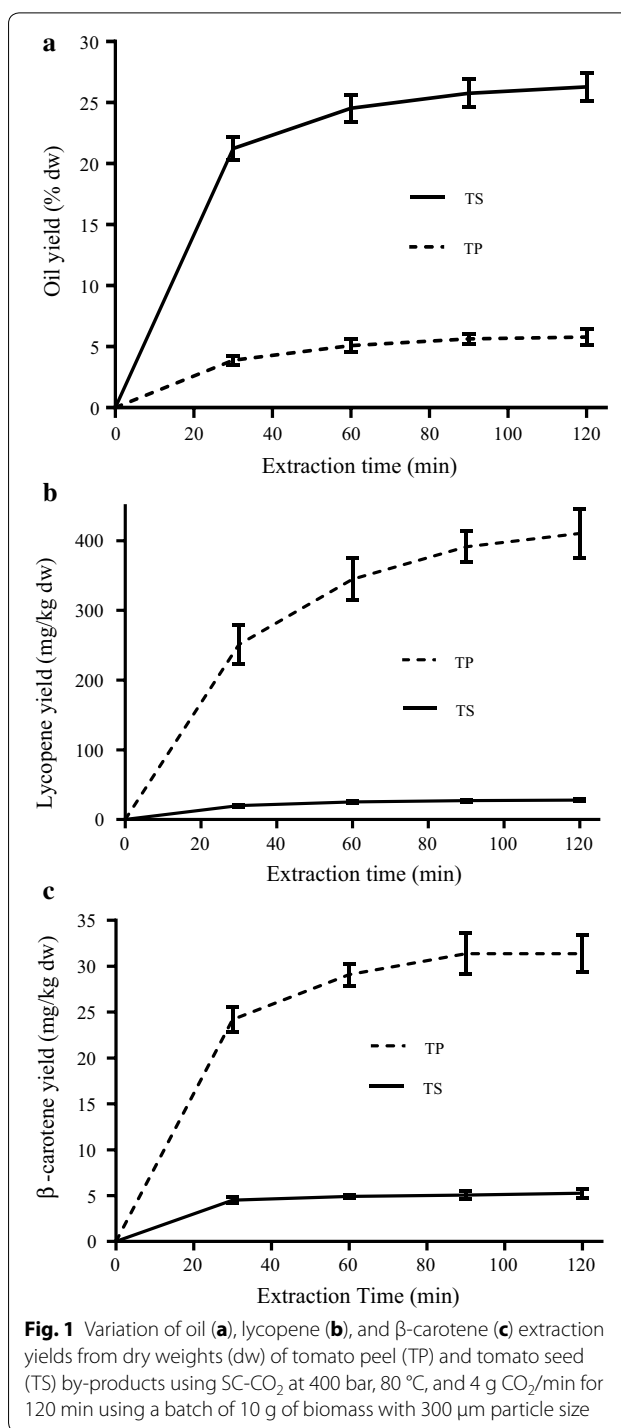 a
30
25
20
15
10
5
0
Oil yield (% dw)
TS
TP
0 20 40 60 80 100 120
Extraction time (min)
b
400
300
200
100
0
Lycopene yield (mg/kg dw)
TP
TS
0 20 40 60 80 100 120
Extraction time (min)
c
35
30
25
20
15
10
5
0
β -carotene yield (mg/kg dw)
TP
TS
0 20 40 60 80 100 120
Extraction Time (min)
Fig. 1 Variation of oil (a), lycopene (b), and β-carotene (c) extraction
yields from dry weights (dw) of tomato peel (TP) and tomato seed
(TS) by-products using SC-CO₂ at 400 bar, 80 °C, and 4 g CO₂/min for
120 min using a batch of 10 g of biomass with 300 μm particle size